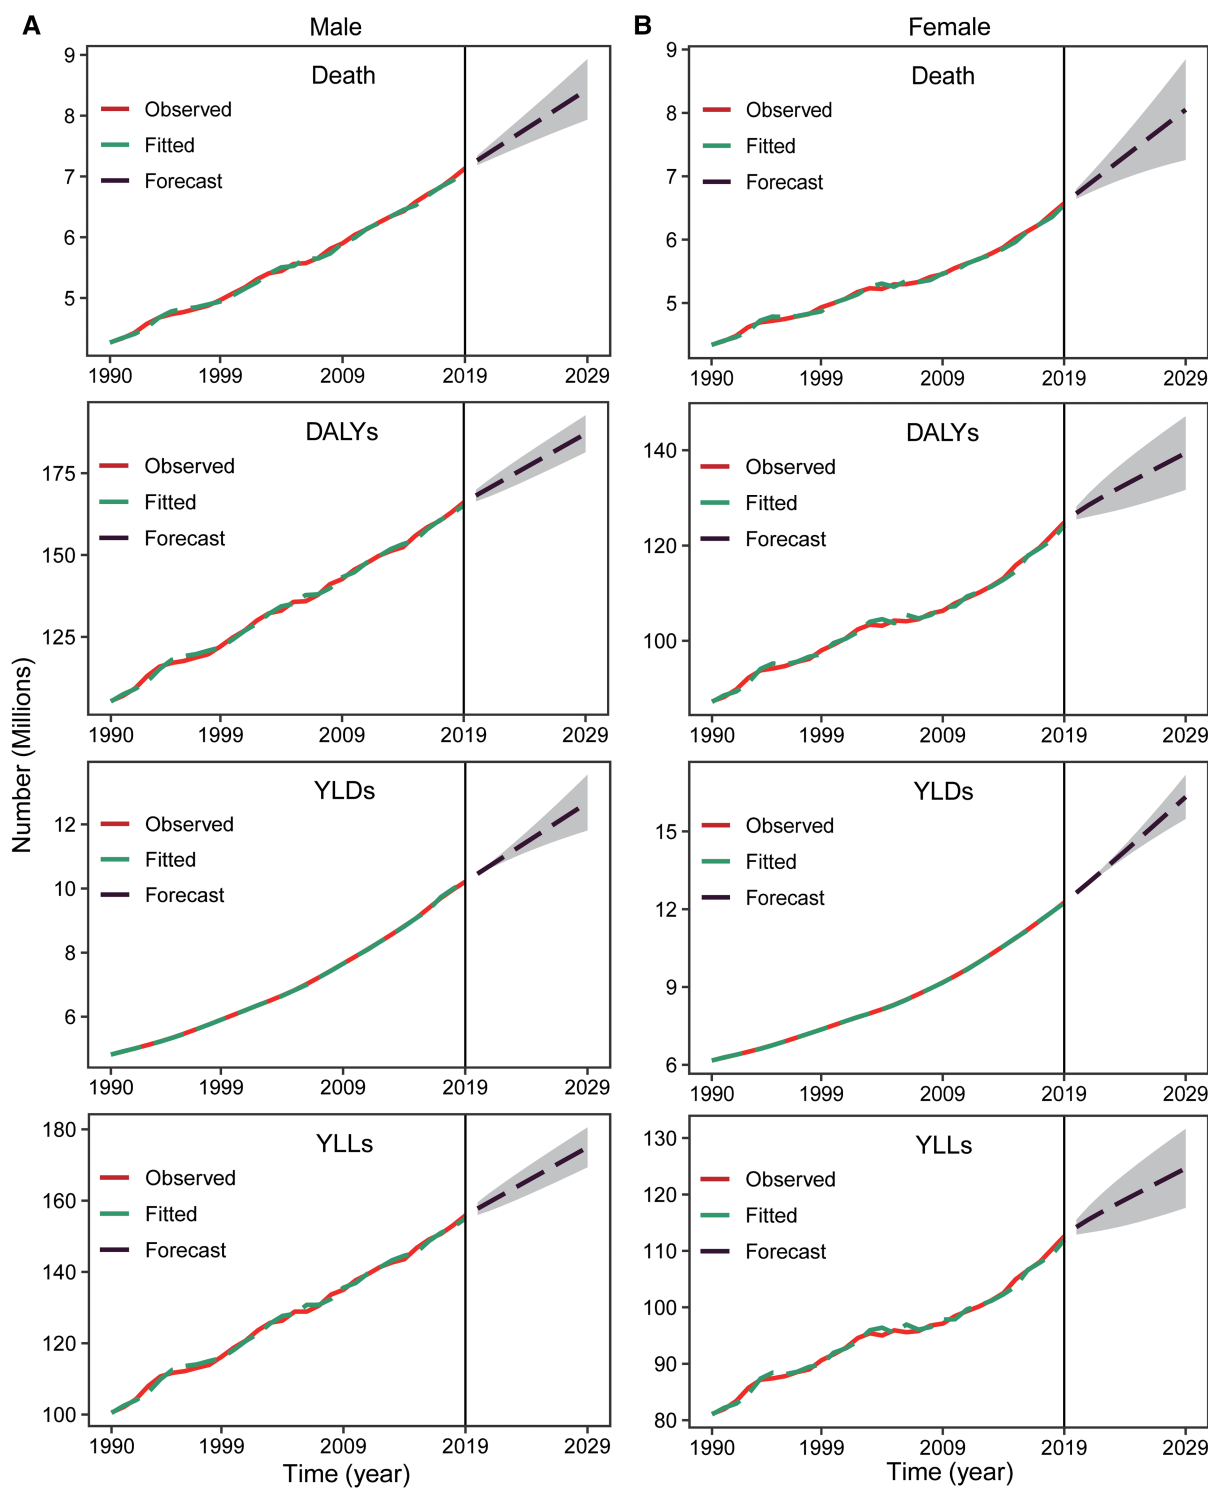 A
Male
Death
Observed
Fitted
Forecast
9
8
7
6
5
1990 1999 2009 2019 2029
DALYs
Observed
Fitted
Forecast
175
150
125
1990 1999 2009 2019 2029
YLDs
Observed
Fitted
Forecast
12
10
8
6
1990 1999 2009 2019 2029
YLLs
Observed
Fitted
Forecast
180
160
140
120
100
1990 1999 2009 2019 2029
Time (year)
Number (Millions)
B
Female
Death
Observed
Fitted
Forecast
9
8
7
6
5
1990 1999 2009 2019 2029
DALYs
Observed
Fitted
Forecast
140
120
100
1990 1999 2009 2019 2029
YLDs
Observed
Fitted
Forecast
15
12
9
6
1990 1999 2009 2019 2029
YLLs
Observed
Fitted
Forecast
130
120
110
100
90
80
1990 1999 2009 2019 2029
Time (year)